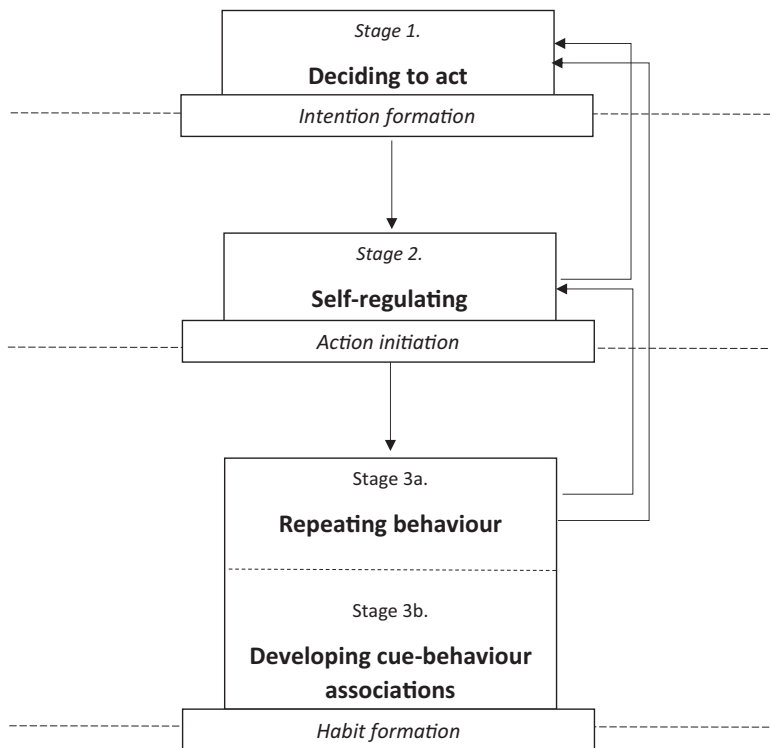 Stage 1.
Deciding to act
Intention formation
Stage 2.
Self-regulating
Action initiation
Stage 3a.
Repeating behaviour
Stage 3b.
Developing cue-behaviour
associations
Habit formation